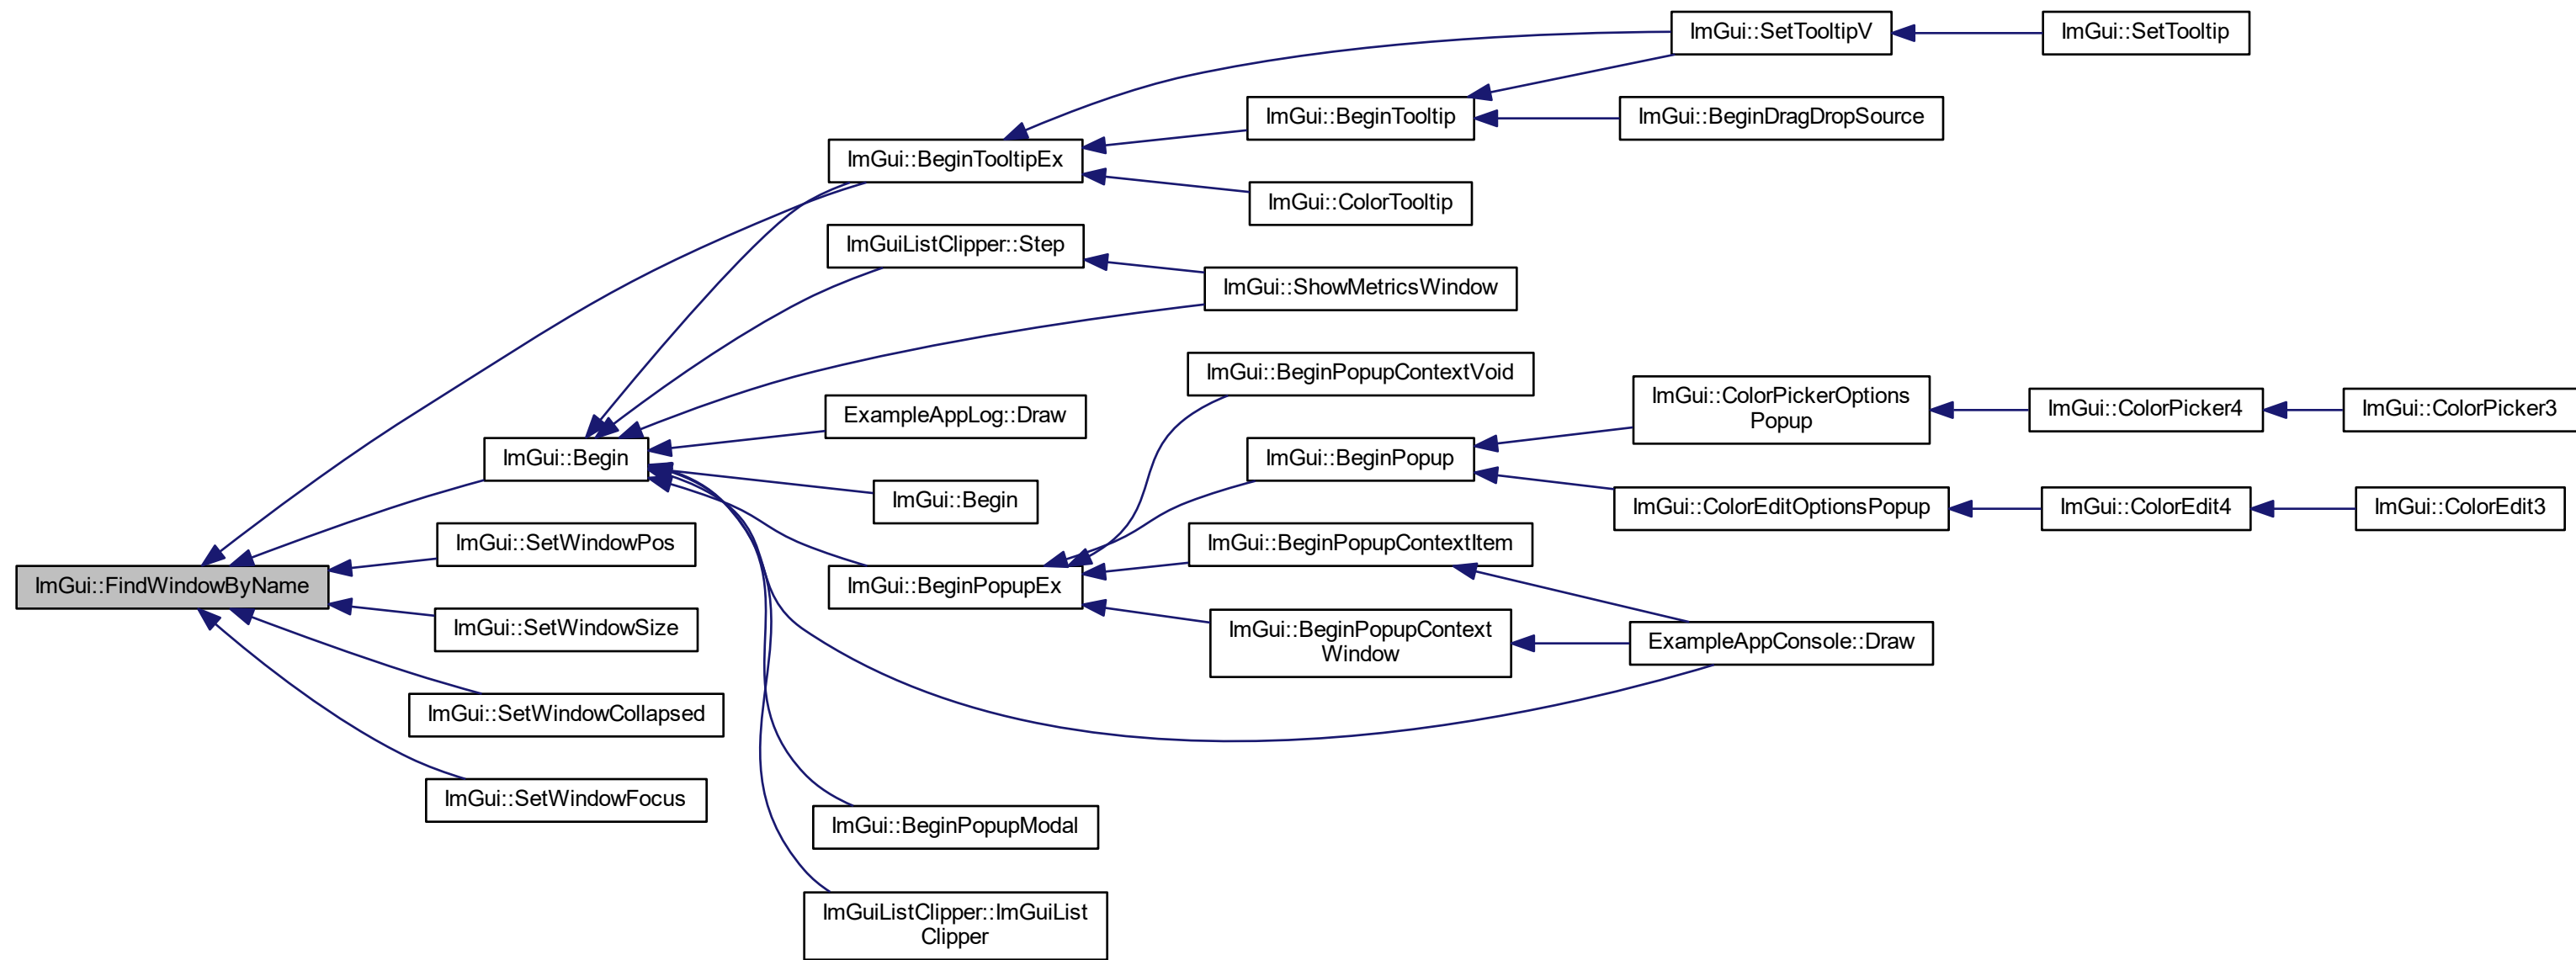 ImGui::SetTooltipV
ImGui::SetTooltip
ImGui::BeginTooltip
ImGui::BeginDragDropSource
ImGui::BeginTooltipEx
ImGui::ColorTooltip
ImGuiListClipper::Step
ImGui::ShowMetricsWindow
ImGui::BeginPopupContextVoid
ImGui::ColorPickerOptions
Popup
ImGui::ColorPicker4
ImGui::ColorPicker3
ExampleAppLog::Draw
ImGui::Begin
ImGui::BeginPopup
ImGui::Begin
ImGui::ColorEditOptionsPopup
ImGui::ColorEdit4
ImGui::ColorEdit3
ImGui::SetWindowPos
ImGui::BeginPopupContextItem
ImGui::FindWindowByName
ImGui::BeginPopupEx
ImGui::SetWindowSize
ImGui::BeginPopupContext
Window
ExampleAppConsole::Draw
ImGui::SetWindowCollapsed
ImGui::SetWindowFocus
ImGui::BeginPopupModal
ImGuiListClipper::ImGuiList
Clipper